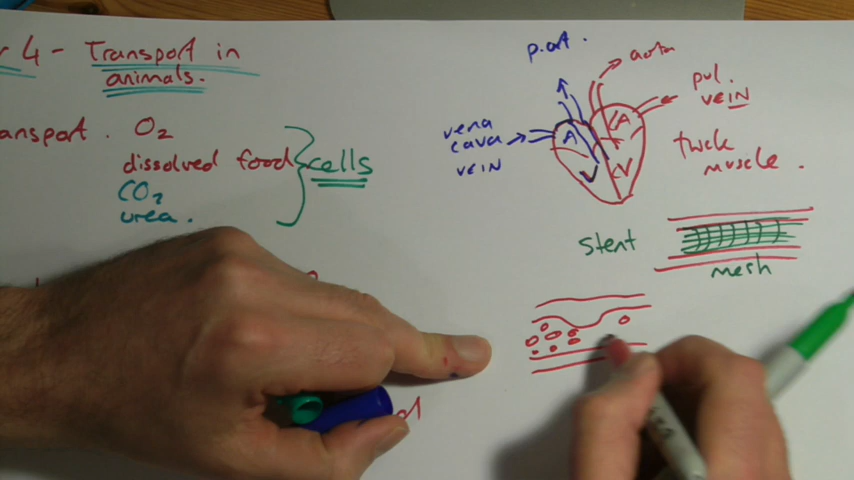 4 - Transport in
animals.
ansport.
O2
dissolved food
CO2
urea.
cells
p.art.
aorta
pul.
vein
vena
cava
vein
A
A
V
V
thick
muscle.
stent
mesh